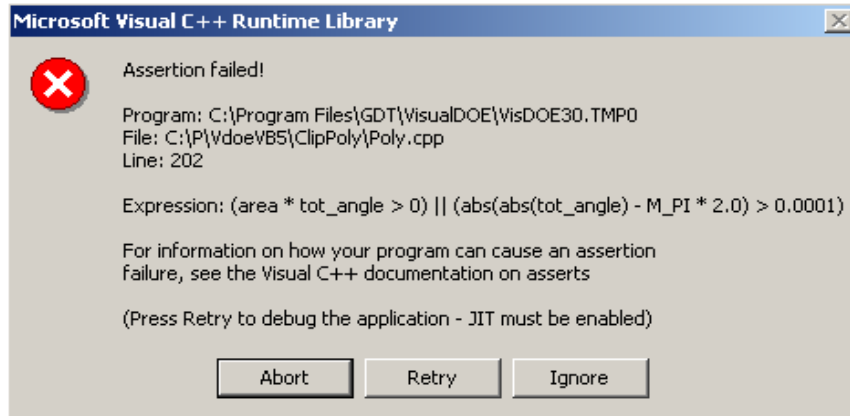 Microsoft Visual C++ Runtime Library
Assertion failed!
Program: C:\Program Files\GDT\VisualDOE\VisDOE30.TMP0
File: C:\P\VdoeVB5\ClipPoly\Poly.cpp
Line: 202
Expression: (area * tot_angle > 0) || (abs(abs(tot_angle) - M_PI * 2.0) > 0.0001)
For information on how your program can cause an assertion
failure, see the Visual C++ documentation on asserts
(Press Retry to debug the application - JIT must be enabled)
Abort Retry Ignore